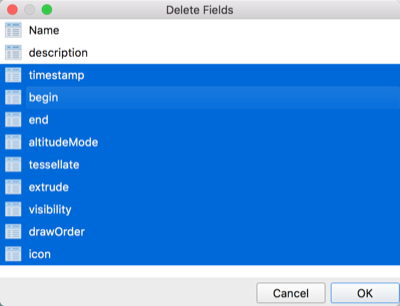 Delete Fields
Name
description
timestamp
begin
end
altitudeMode
tessellate
extrude
visibility
drawOrder
icon
Cancel OK